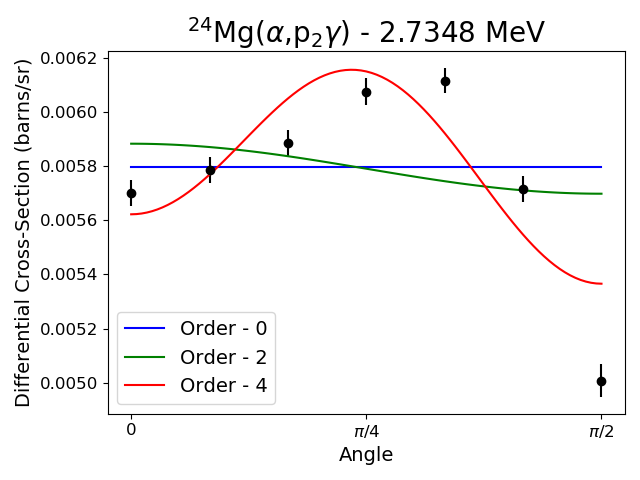 ²⁴Mg(α,p₂γ) - 2.7348 MeV
Differential Cross-Section (barns/sr)
0.0062
0.0060
0.0058
0.0056
0.0054
0.0052
0.0050
Order - 0
Order - 2
Order - 4
0
π/4
π/2
Angle